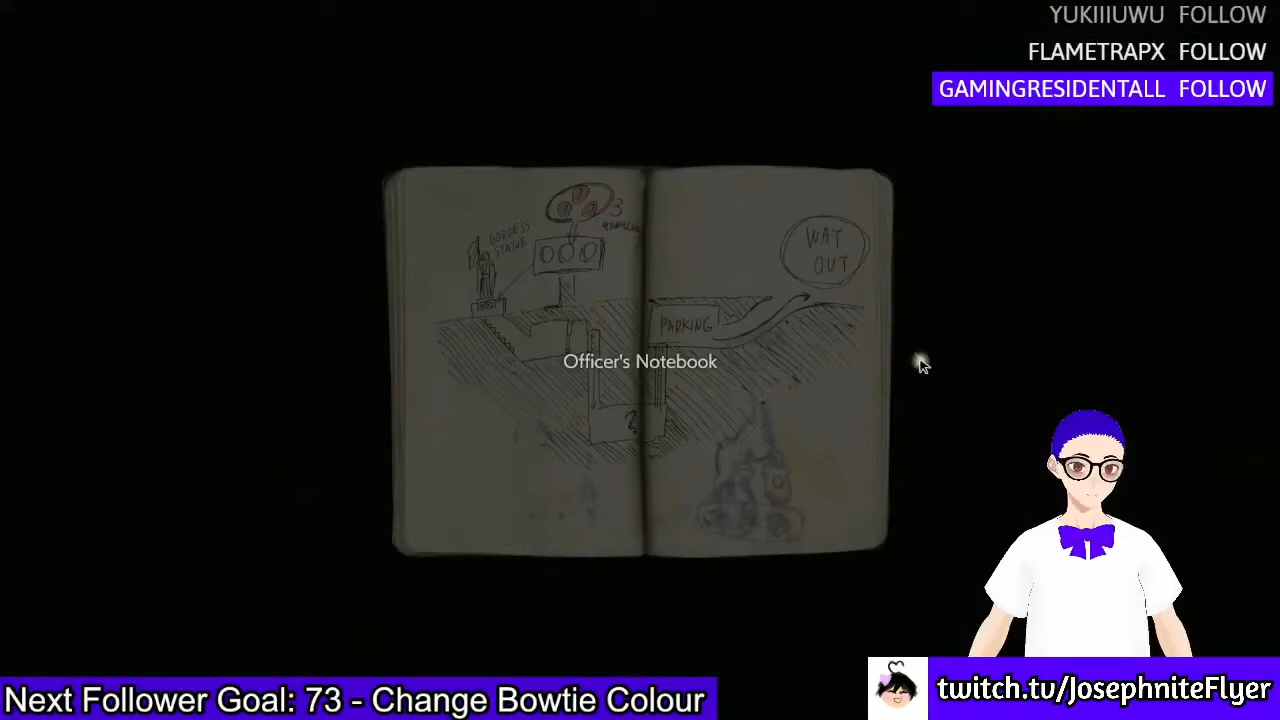 YUKIIIUWU FOLLOW
FLAMETRAPX FOLLOW
GAMINGRESIDENTALL FOLLOW
3
GODDESS
STATUE
WAY
OUT
PARKING
Officer's Notebook
?
twitch.tv/JosephniteFlyer
Next Follower Goal: 73 - Change Bowtie Colour